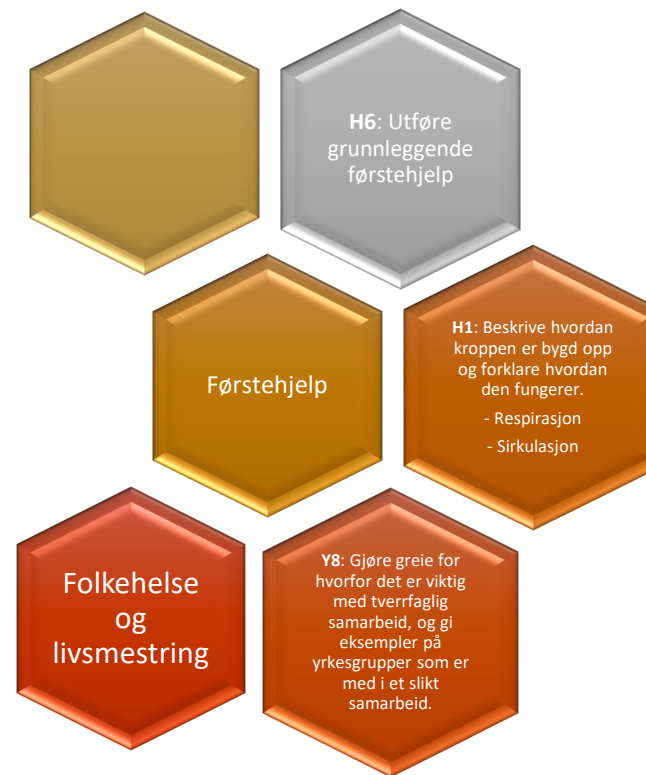 H6: Utføre
grunnleggende
førstehjelp
Førstehjelp
H1: Beskrive hvordan
kroppen er bygd opp
og forklare hvordan
den fungerer.
- Respirasjon
- Sirkulasjon
Folkehelse
og
livsmestring
Y8: Gjøre greie for
hvorfor det er viktig
med tverrfaglig
samarbeid, og gi
eksempler på
yrkesgrupper som er
med i et slikt
samarbeid.